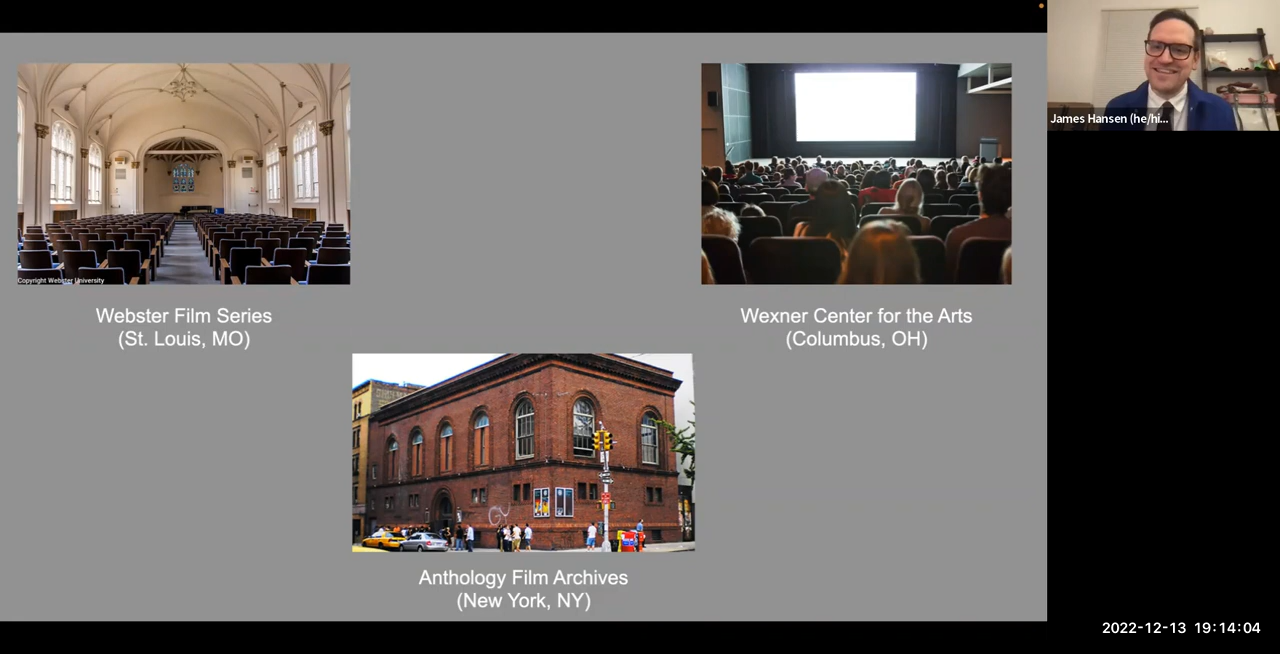 James Hansen (he/hi...
Copyright Webster University
Webster Film Series
(St. Louis, MO)
Wexner Center for the Arts
(Columbus, OH)
Anthology Film Archives
(New York, NY)
2022-12-13 19:14:04